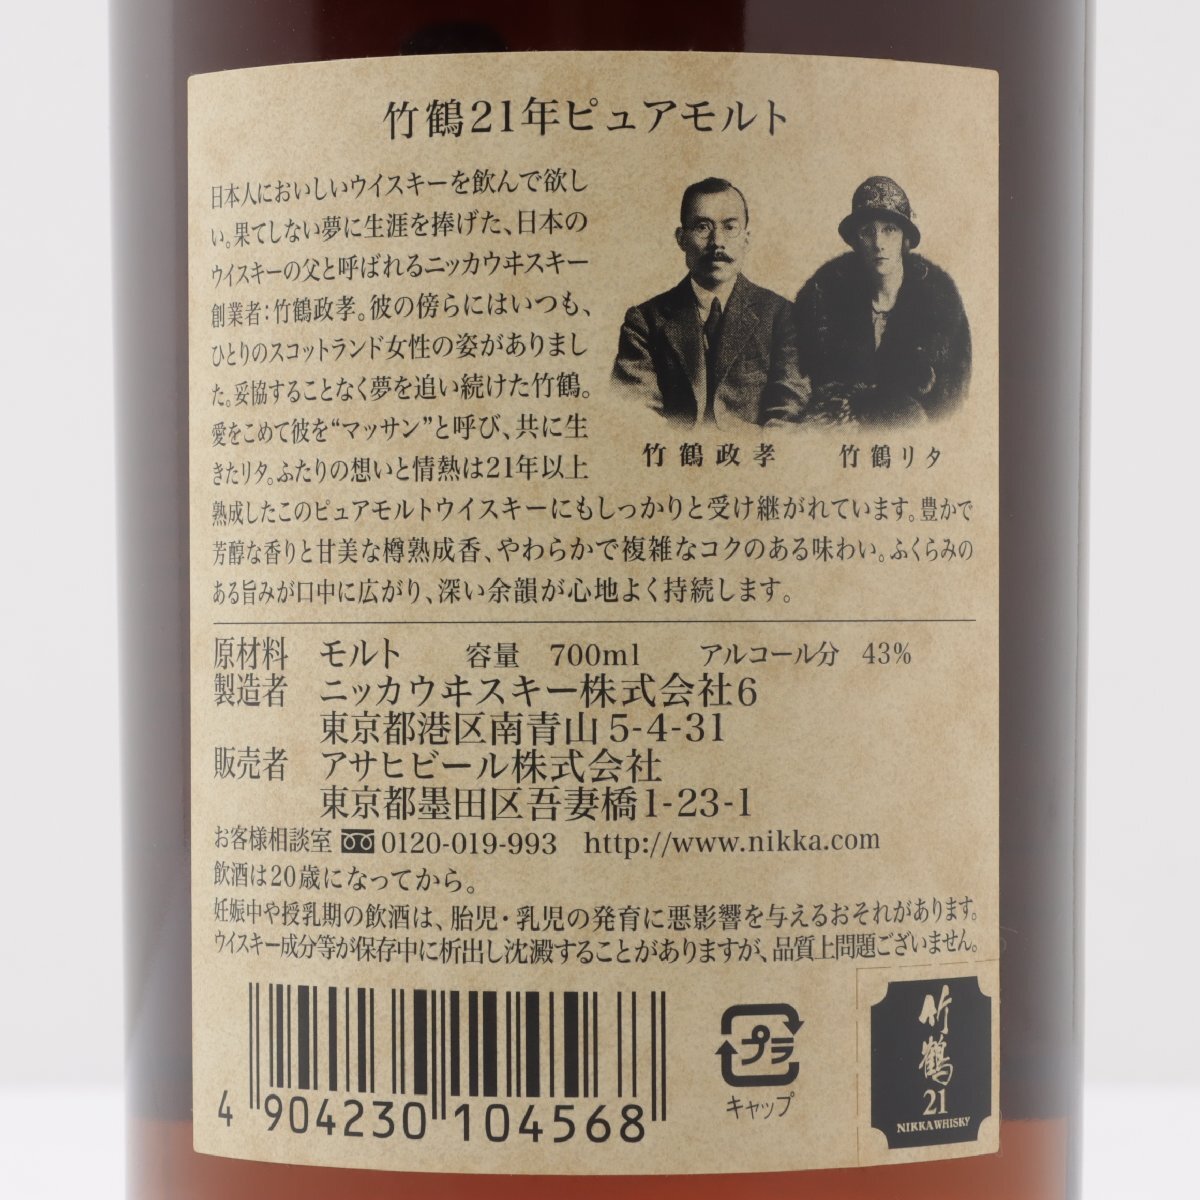 竹鶴21年ピュアモルト
日本人においしいウイスキーを飲んで欲し
い。果てしない夢に生涯を捧げた、日本の
ウイスキーの父と呼ばれるニッカウヰスキー
創業者：竹鶴政孝。彼の傍らにはいつも、
ひとりのスコットランド女性の姿がありまし
た。妥協することなく夢を追い続けた竹鶴。
愛をこめて彼を“マッサン”と呼び、共に生
きたリタ。ふたりの想いと情熱は21年以上
熟成したこのピュアモルトウイスキーにもしっかりと受け継がれています。豊かで
芳醇な香りと甘美な樽熟成香、やわらかで複雑なコクのある味わい。ふくらみの
ある旨みが口中に広がり、深い余韻が心地よく持続します。
竹鶴政孝 竹鶴リタ
原材料 モルト 容量 700ml アルコール分 43%
製造者 ニッカウヰスキー株式会社6
東京都港区南青山5-4-31
販売者 アサヒビール株式会社
東京都墨田区吾妻橋1-23-1
お客様相談室 0120-019-993 http://www.nikka.com
飲酒は20歳になってから。
妊娠中や授乳期の飲酒は、胎児・乳児の発育に悪影響を与えるおそれがあります。
ウイスキー成分等が保存中に析出し沈澱することがありますが、品質上問題ございません。
4 904230 104568
プラ
キャップ
竹鶴
21
NIKKA WHISKY